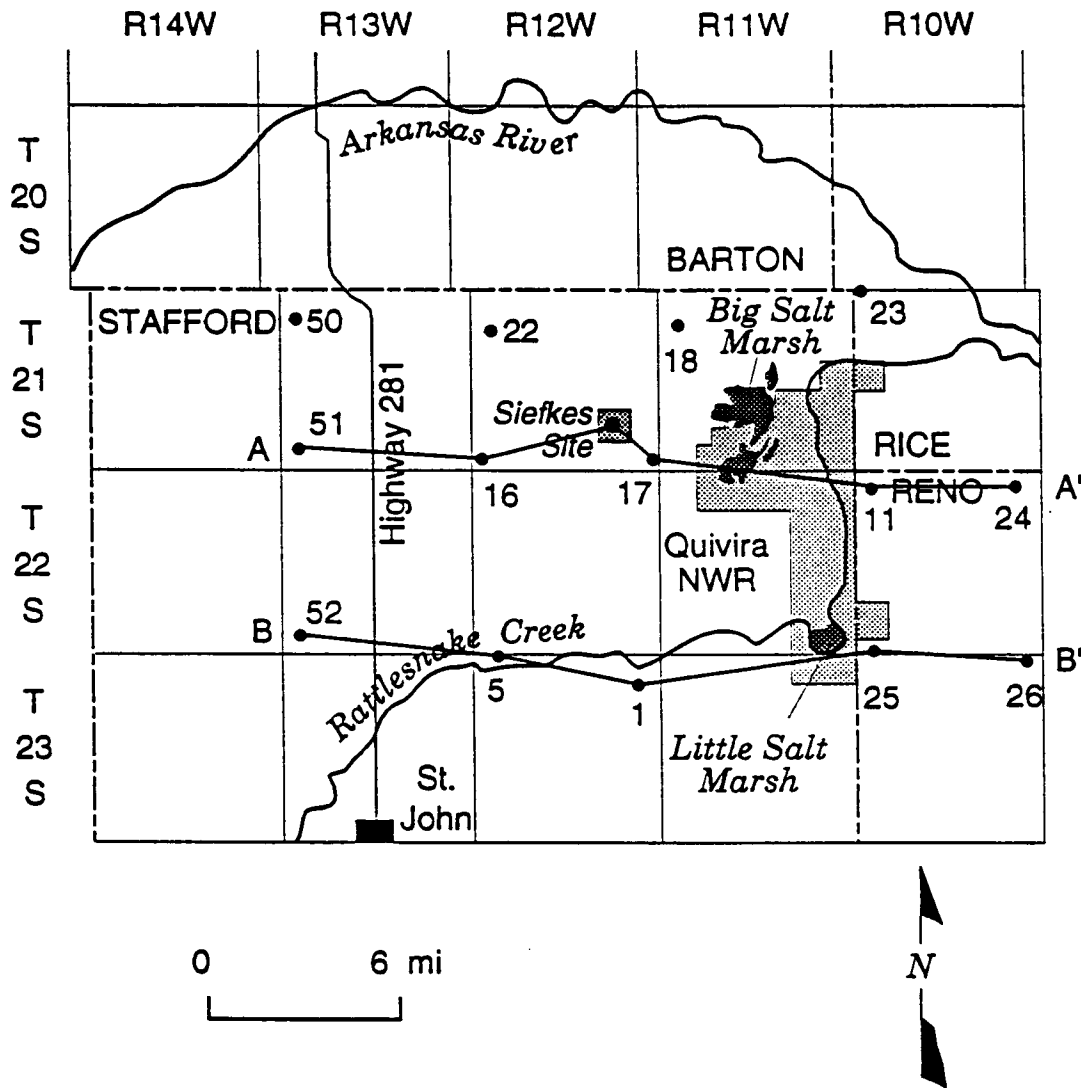 R14W R13W R12W R11W R10W
Arkansas River
T
20
S
BARTON
STAFFORD
50
22
18
Big Salt
Marsh
23
T
21
S
Highway 281
51
A
Siefkes
Site
16
17
RICE
RENO
11
24
A'
T
22
S
Quivira
NWR
52
B
Rattlesnake Creek
5
1
25
26
B'
T
23
S
Little Salt
Marsh
St.
John
0 6 mi
N